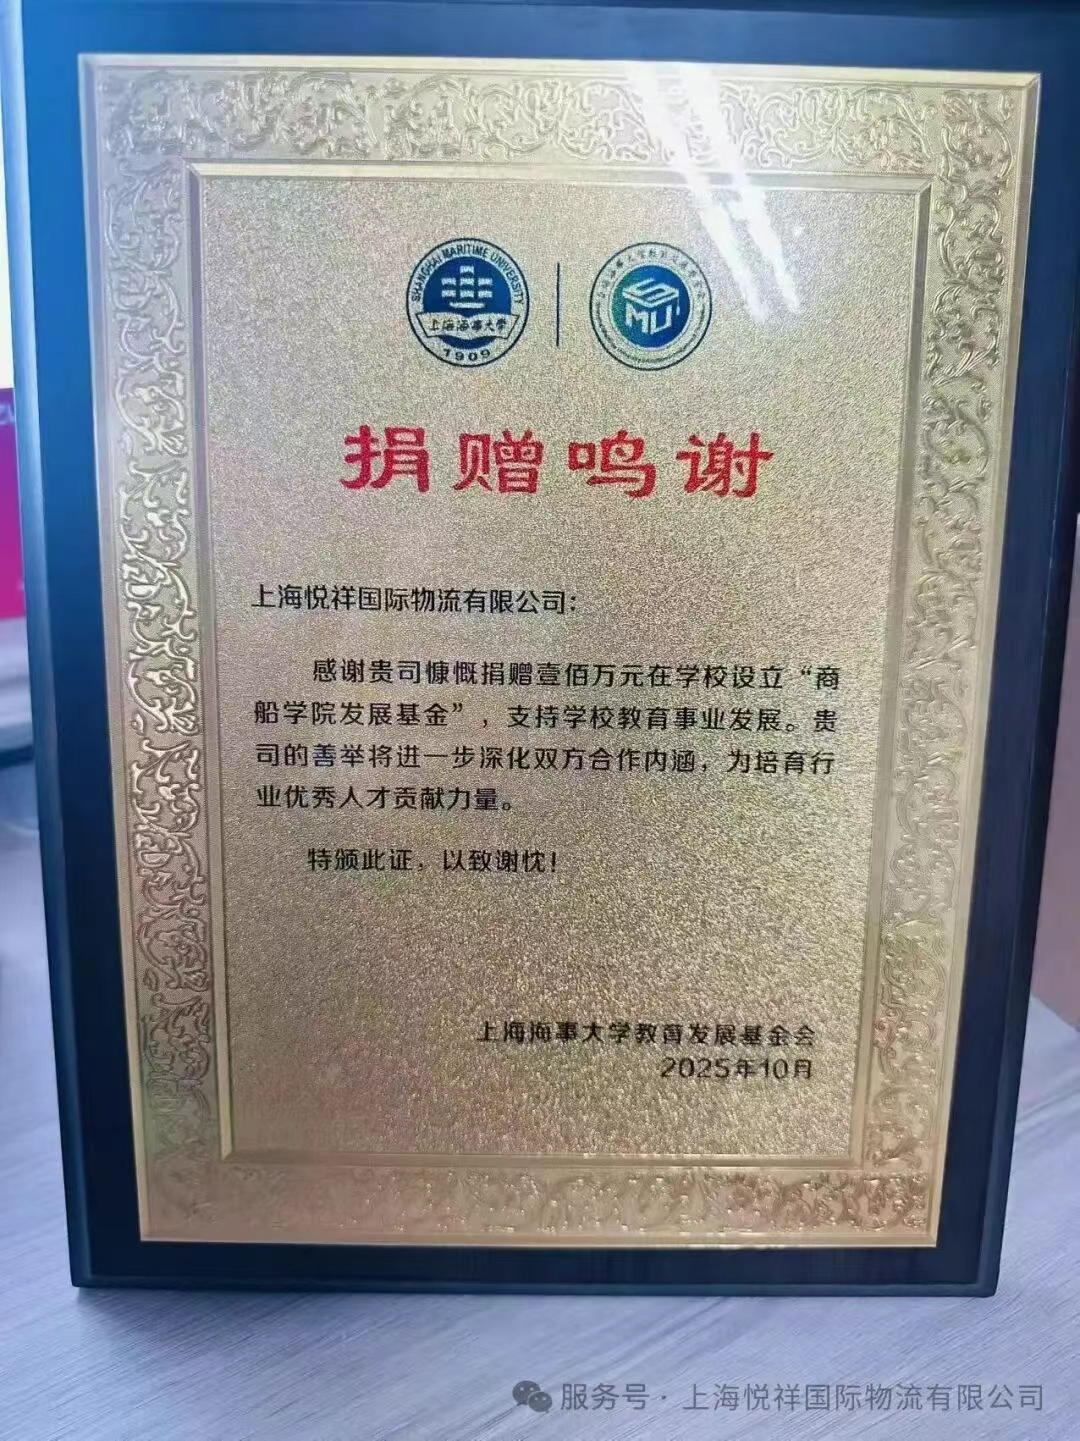 SHANGHAI MARITIME UNIVERSITY
上海海事大学
1909
SMU
捐赠鸣谢
上海悦祥国际物流有限公司：
感谢贵司慷慨捐赠壹佰万元在学校设立“商
船学院发展基金”，支持学校教育事业发展。贵
司的善举将进一步深化双方合作内涵，为培育行
业优秀人才贡献力量。
特颁此证，以致谢忱！
上海海事大学教育发展基金会
2025年10月
服务号·上海悦祥国际物流有限公司